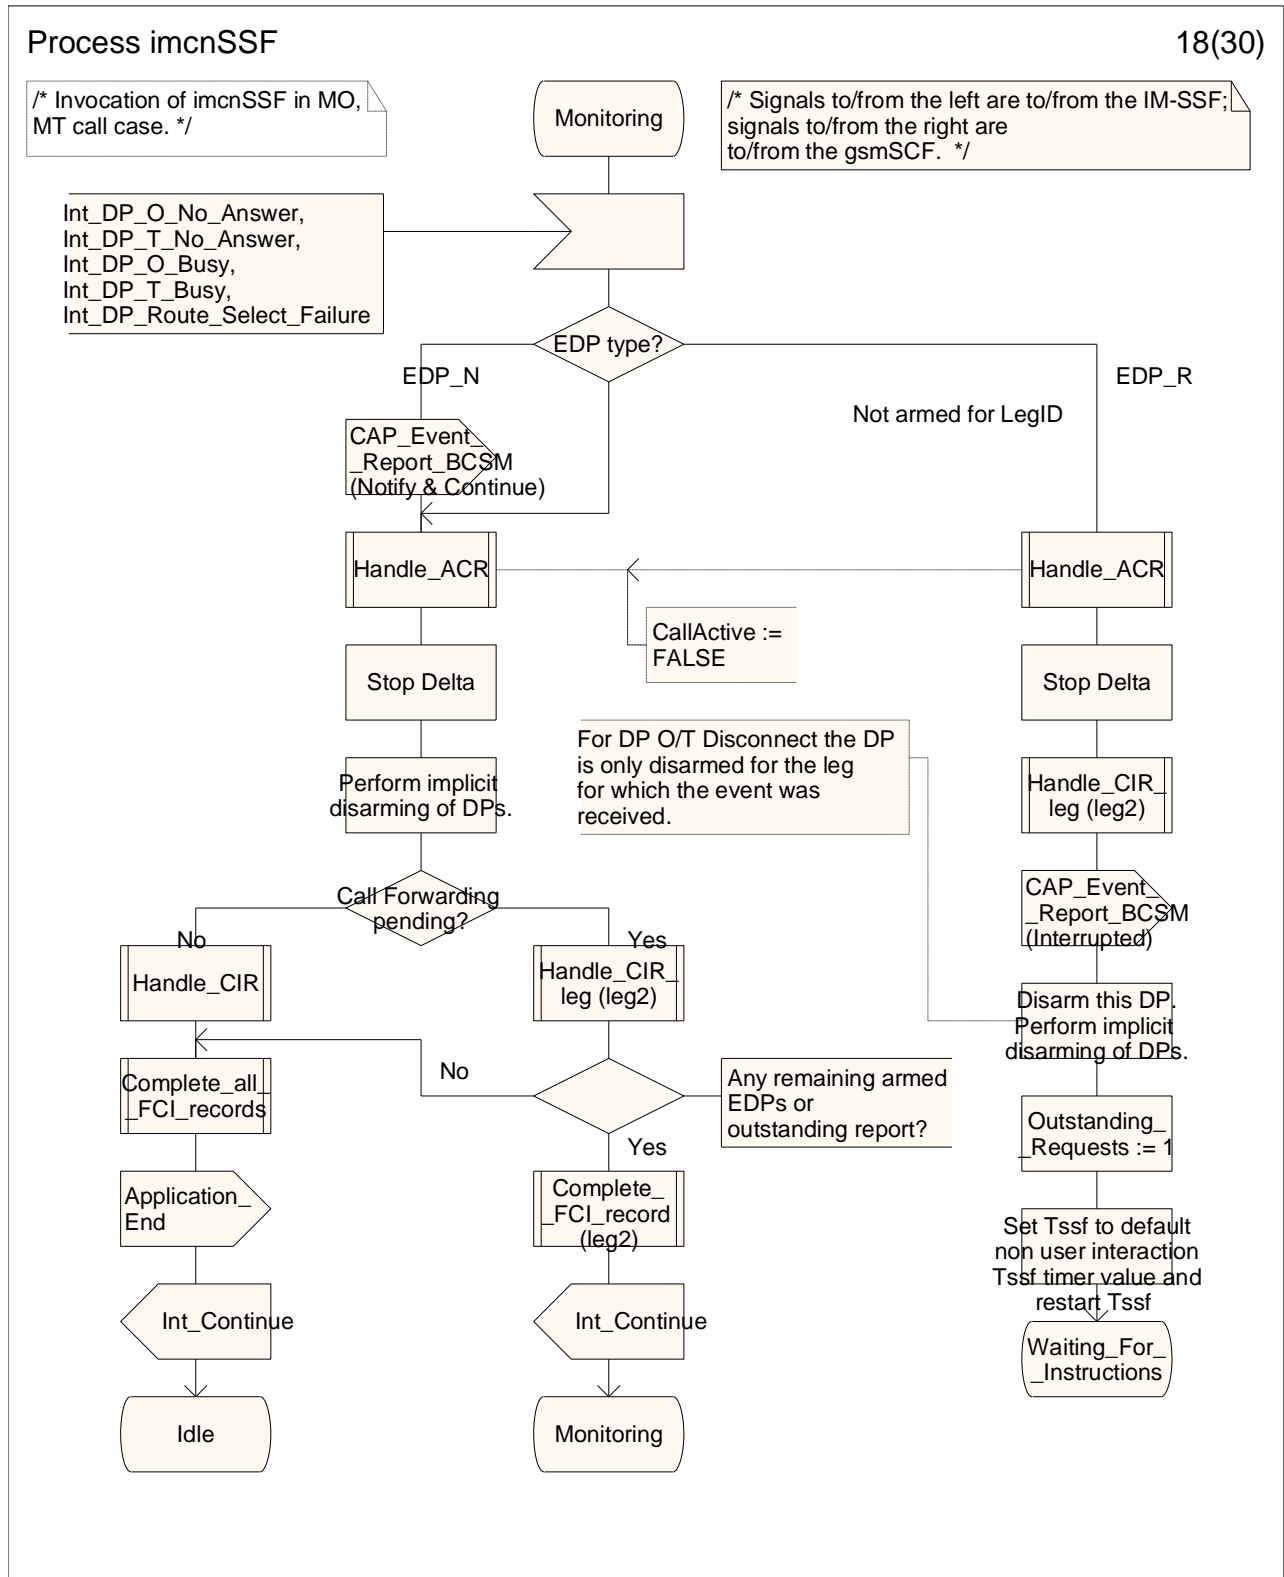 Process imcnSSF
18(30)
/* Invocation of imcnSSF in MO,
MT call case. */
Monitoring
/* Signals to/from the left are to/from the IM-SSF;
signals to/from the right are
to/from the gsmSCF.  */
Int_DP_O_No_Answer,
Int_DP_T_No_Answer,
Int_DP_O_Busy,
Int_DP_T_Busy,
Int_DP_Route_Select_Failure
EDP type?
EDP_N
EDP_R
Not armed for LegID
CAP_Event_
_Report_BCSM
(Notify & Continue)
Handle_ACR
Handle_ACR
CallActive :=
FALSE
Stop Delta
Stop Delta
For DP O/T Disconnect the DP
is only disarmed for the leg
for which the event was
received.
Perform implicit
disarming of DPs.
Handle_CIR_
leg (leg2)
Call Forwarding
pending?
CAP_Event_
_Report_BCSM
(Interrupted)
No
Yes
Handle_CIR
Handle_CIR_
leg (leg2)
Disarm this DP.
Perform implicit
disarming of DPs.
No
Any remaining armed
EDPs or
outstanding report?
Yes
Complete_all_
_FCI_records
Outstanding_
_Requests := 1
Application_
End
Complete_
_FCI_record
(leg2)
Set Tssf to default
non user interaction
Tssf timer value and
restart Tssf
Int_Continue
Int_Continue
Waiting_For_
_Instructions
Idle
Monitoring